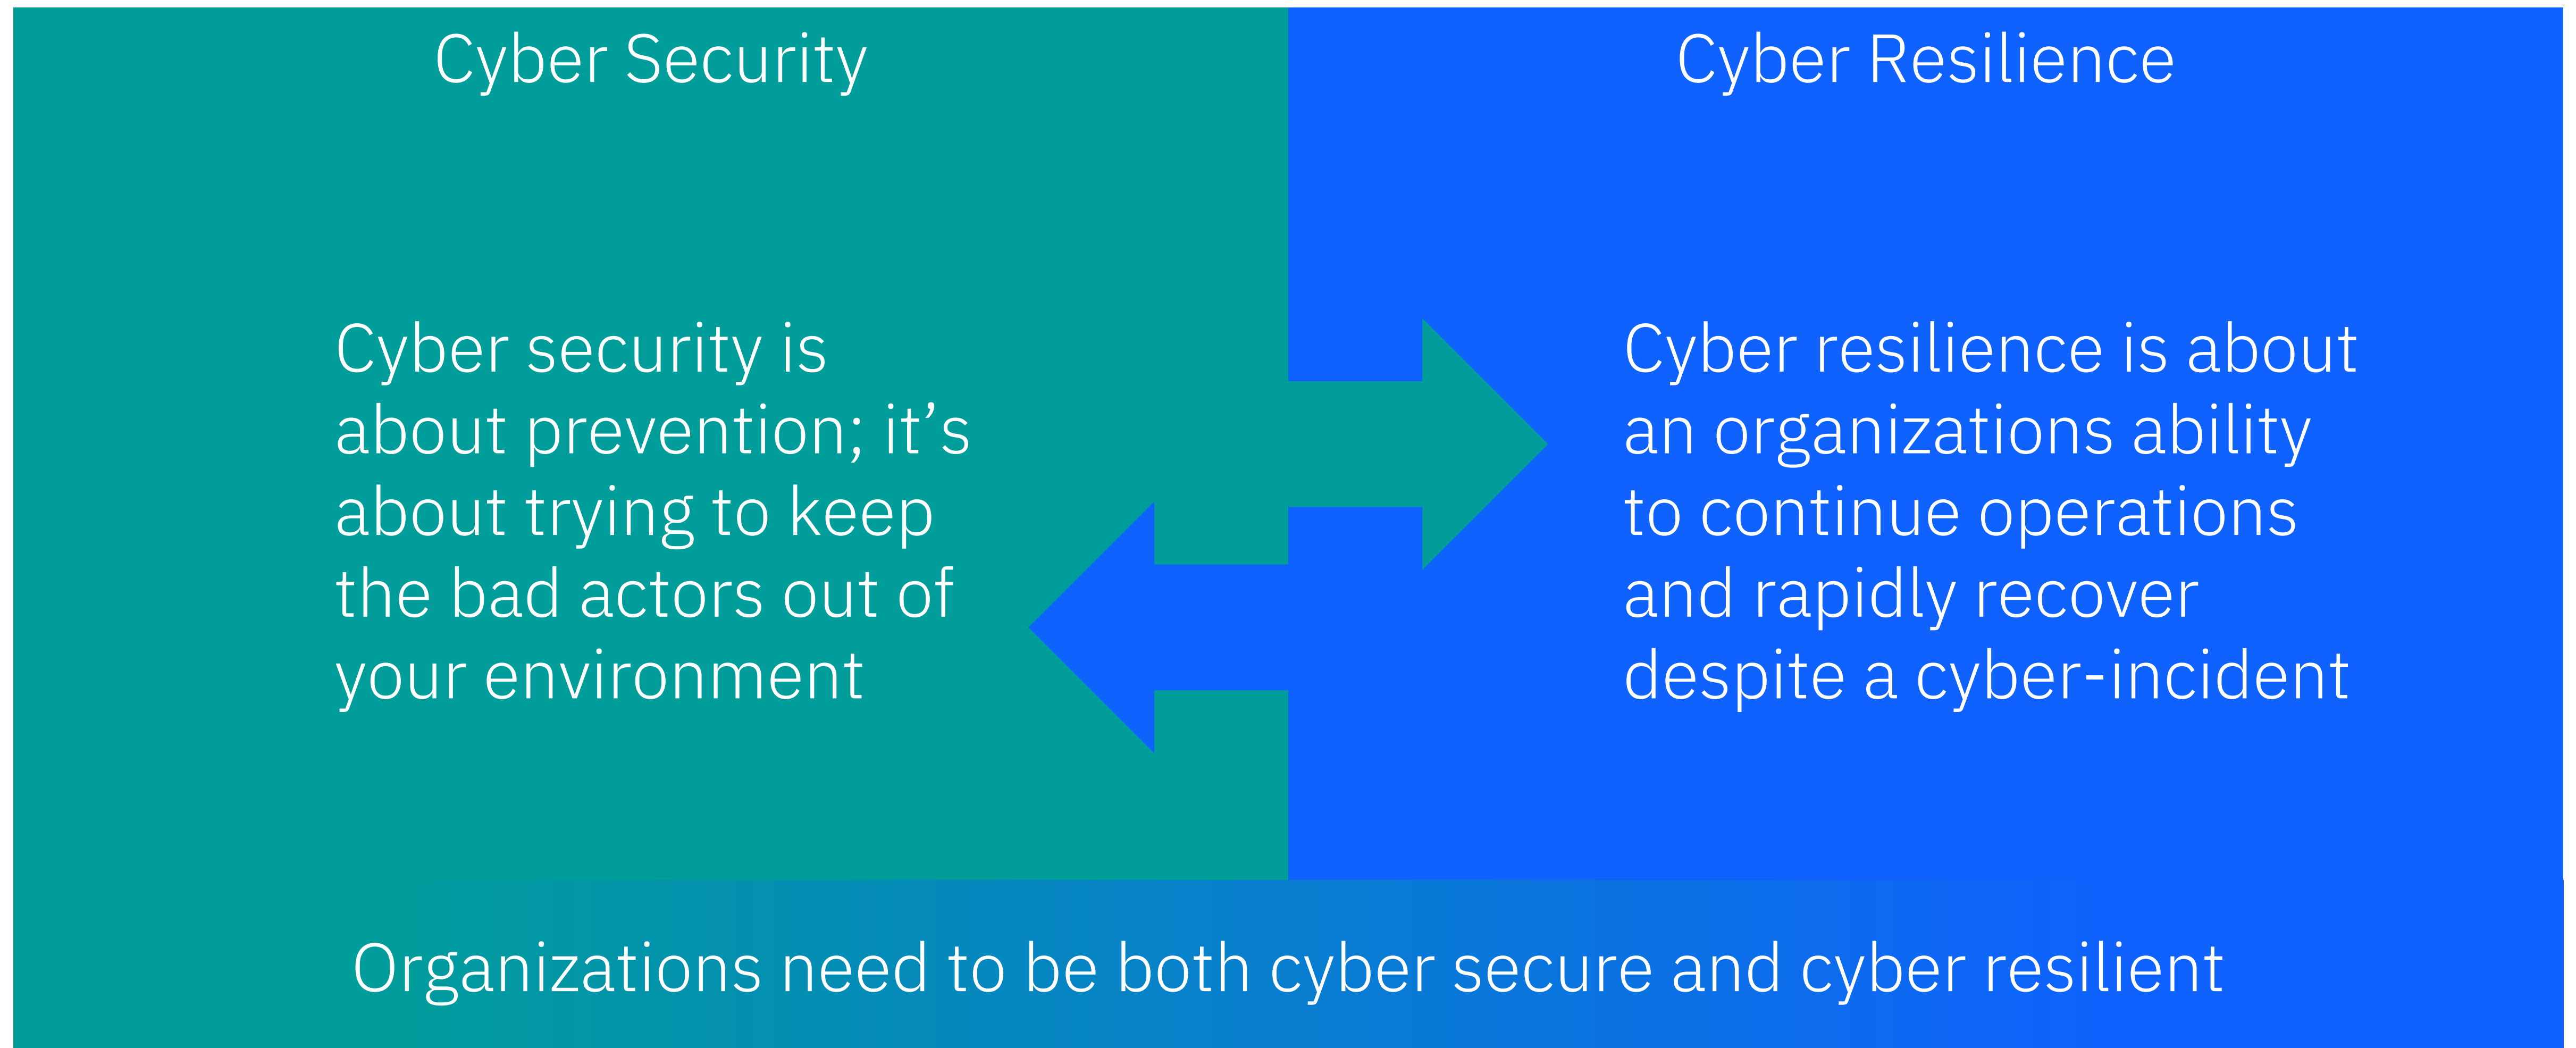 Cyber Security
Cyber Resilience
Cyber security is
about prevention; it’s
about trying to keep
the bad actors out of
your environment
Cyber resilience is about
an organizations ability
to continue operations
and rapidly recover
despite a cyber-incident
Organizations need to be both cyber secure and cyber resilient